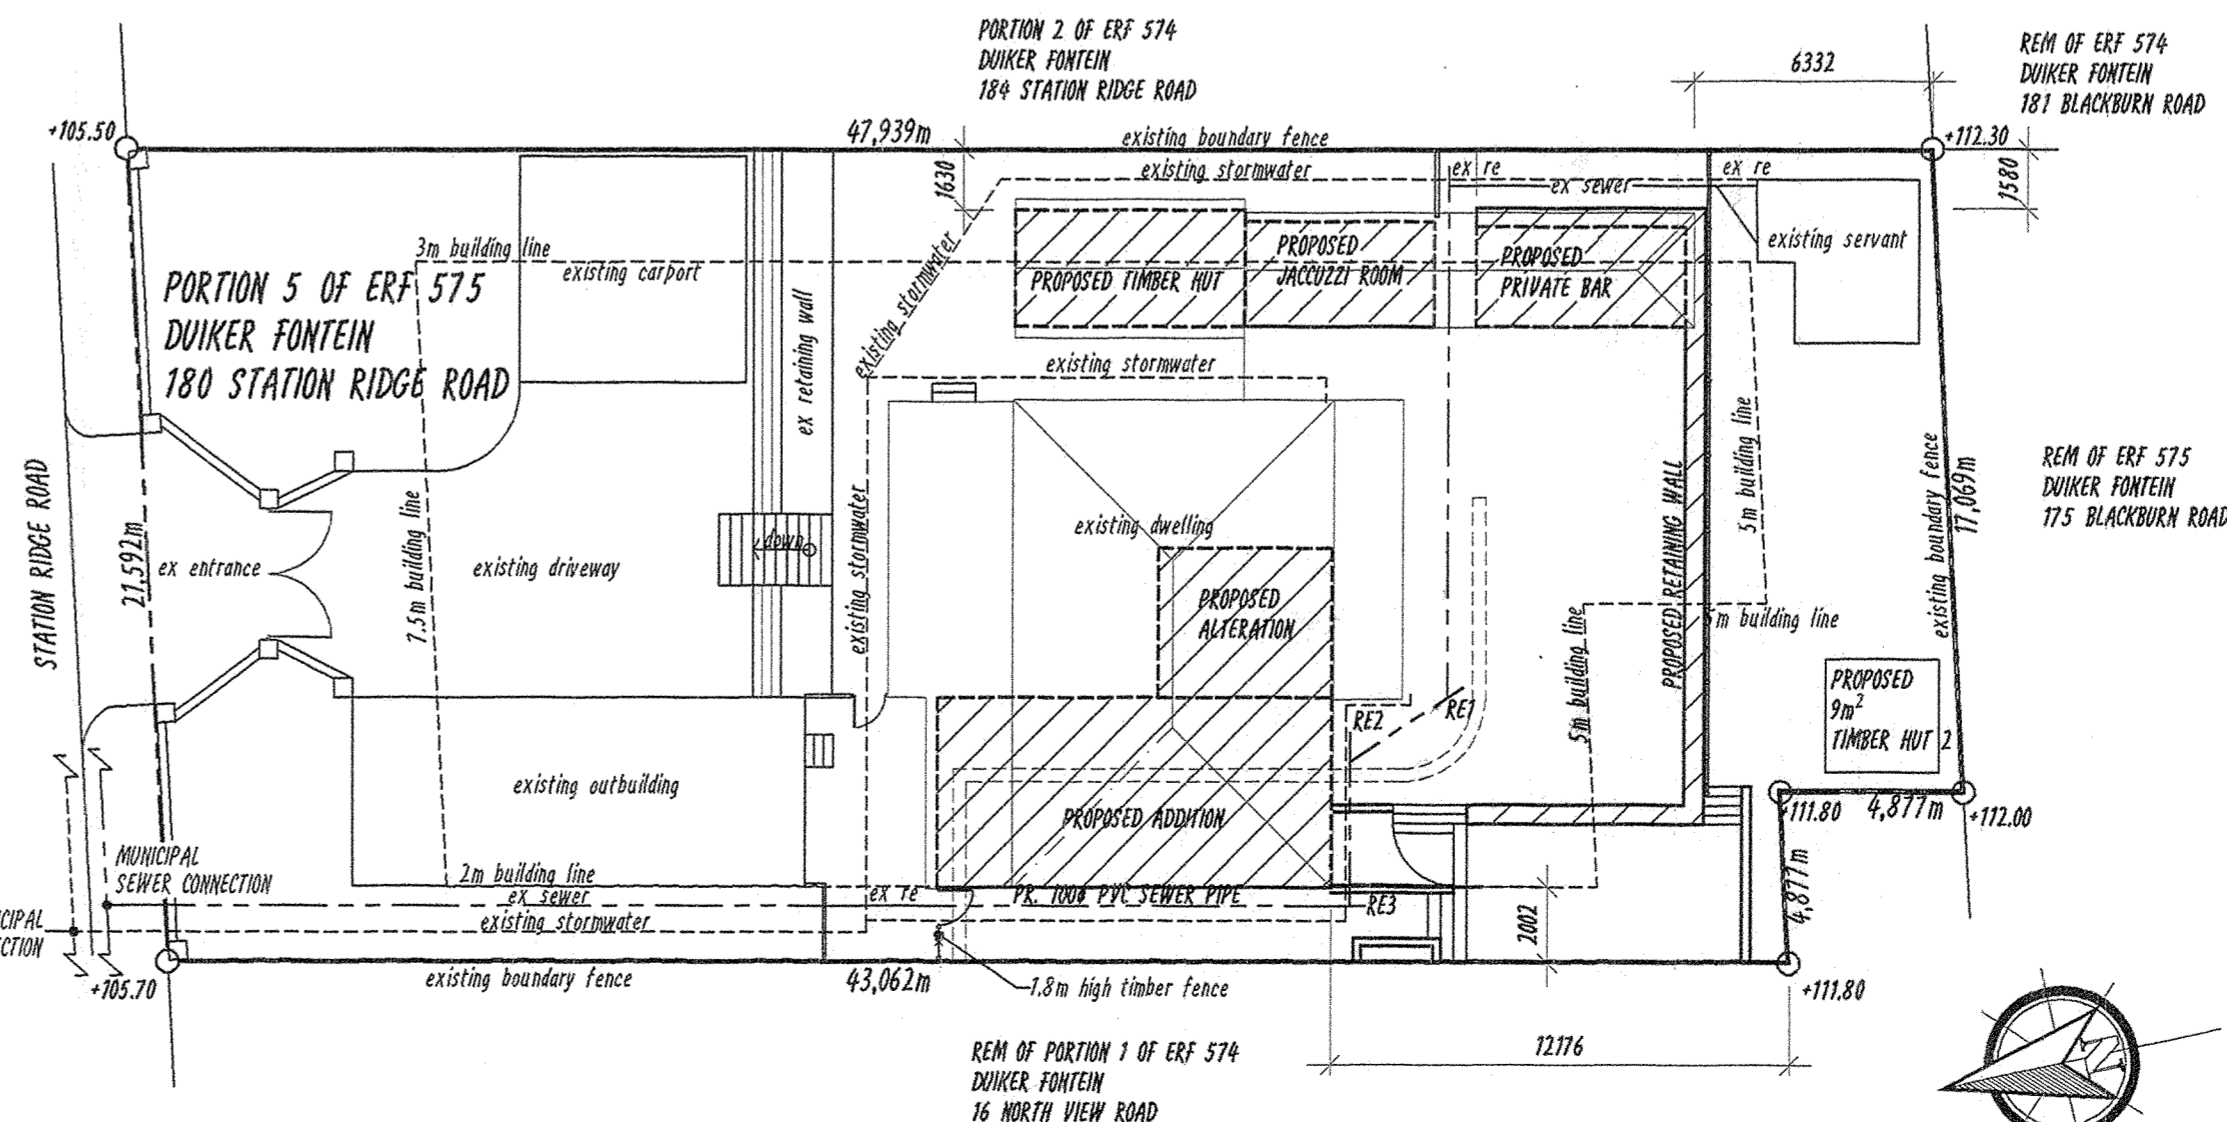 PORTION 2 OF ERF 574
DUIKER FONTEIN
184 STATION RIDGE ROAD
6332
REM OF ERF 574
DUIKER FONTEIN
181 BLACKBURN ROAD
+105.50
47,939m
existing boundary fence
+112.30
1630
existing stormwater
ex re
ex sewer
ex re
1580
3m building line
existing carport
PROPOSED TIMBER HUT
PROPOSED
JACCUZZI ROOM
PROPOSED
PRIVATE BAR
existing servant
PORTION 5 OF ERF 575
DUIKER FONTEIN
180 STATION RIDGE ROAD
ex retaining wall
existing stormwater
existing stormwater
5m building line
existing boundary fence
17,069m
REM OF ERF 575
DUIKER FONTEIN
175 BLACKBURN ROAD
STATION RIDGE ROAD
21,592m
ex entrance
7.5m building line
existing driveway
down
existing stormwater
existing dwelling
PROPOSED
ALTERATION
PROPOSED RETAINING WALL
5m building line
m building line
PROPOSED
9m²
TIMBER HUT 2
RE2
RE1
existing outbuilding
PROPOSED ADDITION
+111.80
4,877m
+112.00
4,877m
MUNICIPAL
SEWER CONNECTION
2m building line
ex sewer
existing stormwater
ex re
PR. 100ϕ PVC SEWER PIPE
RE3
2002
CIPAL
CTION
+105.70
existing boundary fence
43,062m
1.8m high timber fence
+111.80
REM OF PORTION 1 OF ERF 574
DUIKER FONTEIN
16 NORTH VIEW ROAD
12176
N